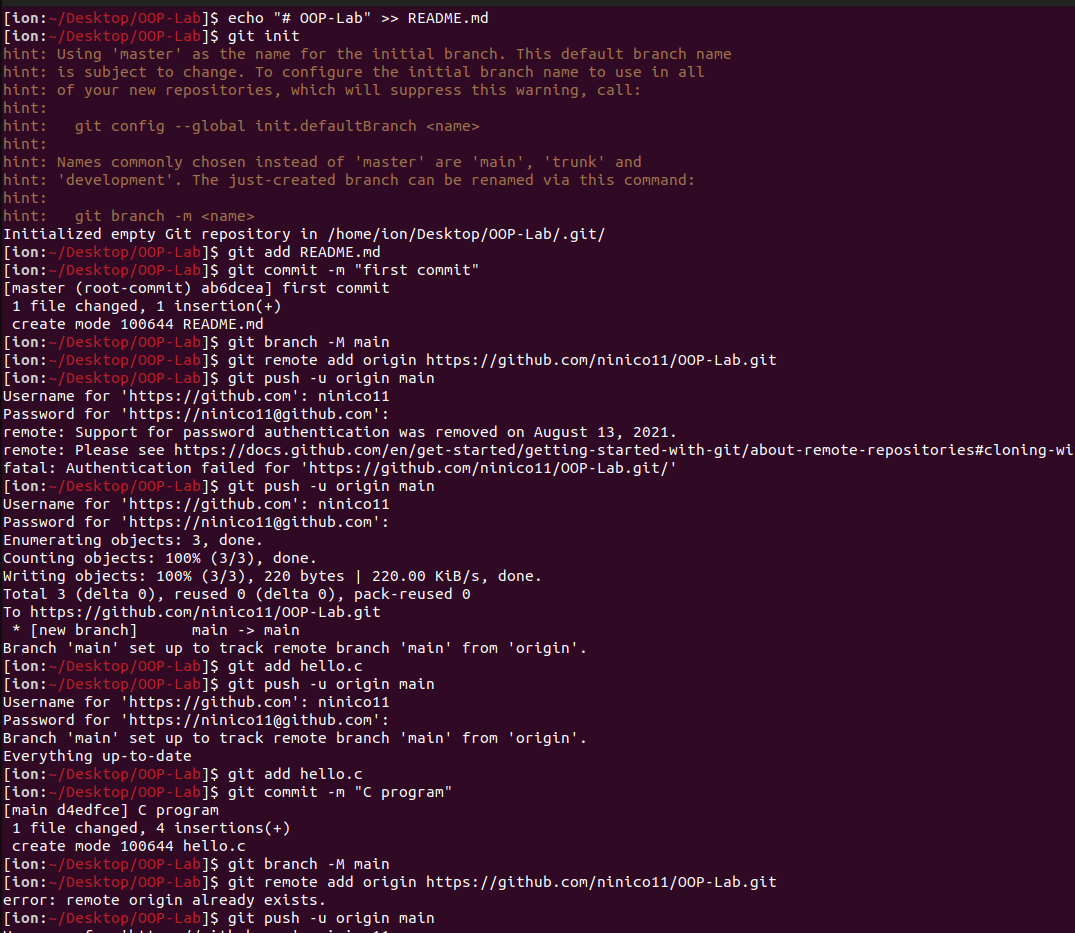 [ion:~/Desktop/OOP-Lab]$ echo "# OOP-Lab" >> README.md
[ion:~/Desktop/OOP-Lab]$ git init
hint: Using 'master' as the name for the initial branch. This default branch name
hint: is subject to change. To configure the initial branch name to use in all
hint: of your new repositories, which will suppress this warning, call:
hint:
hint:   git config --global init.defaultBranch <name>
hint:
hint: Names commonly chosen instead of 'master' are 'main', 'trunk' and
hint: 'development'. The just-created branch can be renamed via this command:
hint:
hint:   git branch -m <name>
Initialized empty Git repository in /home/ion/Desktop/OOP-Lab/.git/
[ion:~/Desktop/OOP-Lab]$ git add README.md
[ion:~/Desktop/OOP-Lab]$ git commit -m "first commit"
[master (root-commit) ab6dcea] first commit
 1 file changed, 1 insertion(+)
 create mode 100644 README.md
[ion:~/Desktop/OOP-Lab]$ git branch -M main
[ion:~/Desktop/OOP-Lab]$ git remote add origin https://github.com/ninico11/OOP-Lab.git
[ion:~/Desktop/OOP-Lab]$ git push -u origin main
Username for 'https://github.com': ninico11
Password for 'https://ninico11@github.com':
remote: Support for password authentication was removed on August 13, 2021.
remote: Please see https://docs.github.com/en/get-started/getting-started-with-git/about-remote-repositories#cloning-wi
fatal: Authentication failed for 'https://github.com/ninico11/OOP-Lab.git/'
[ion:~/Desktop/OOP-Lab]$ git push -u origin main
Username for 'https://github.com': ninico11
Password for 'https://ninico11@github.com':
Enumerating objects: 3, done.
Counting objects: 100% (3/3), done.
Writing objects: 100% (3/3), 220 bytes | 220.00 KiB/s, done.
Total 3 (delta 0), reused 0 (delta 0), pack-reused 0
To https://github.com/ninico11/OOP-Lab.git
 * [new branch]      main -> main
Branch 'main' set up to track remote branch 'main' from 'origin'.
[ion:~/Desktop/OOP-Lab]$ git add hello.c
[ion:~/Desktop/OOP-Lab]$ git push -u origin main
Username for 'https://github.com': ninico11
Password for 'https://ninico11@github.com':
Branch 'main' set up to track remote branch 'main' from 'origin'.
Everything up-to-date
[ion:~/Desktop/OOP-Lab]$ git add hello.c
[ion:~/Desktop/OOP-Lab]$ git commit -m "C program"
[main d4edfce] C program
 1 file changed, 4 insertions(+)
 create mode 100644 hello.c
[ion:~/Desktop/OOP-Lab]$ git branch -M main
[ion:~/Desktop/OOP-Lab]$ git remote add origin https://github.com/ninico11/OOP-Lab.git
error: remote origin already exists.
[ion:~/Desktop/OOP-Lab]$ git push -u origin main